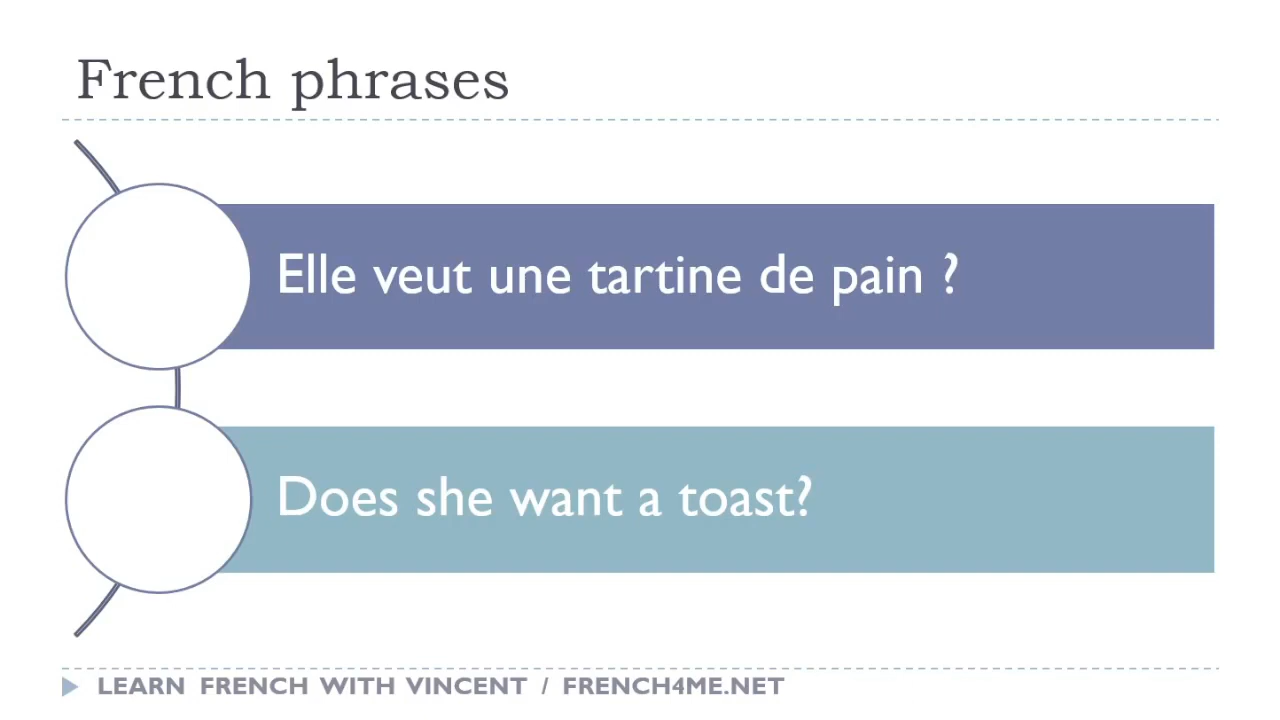 French phrases
Elle veut une tartine de pain ?
Does she want a toast?
LEARN FRENCH WITH VINCENT / FRENCH4ME.NET